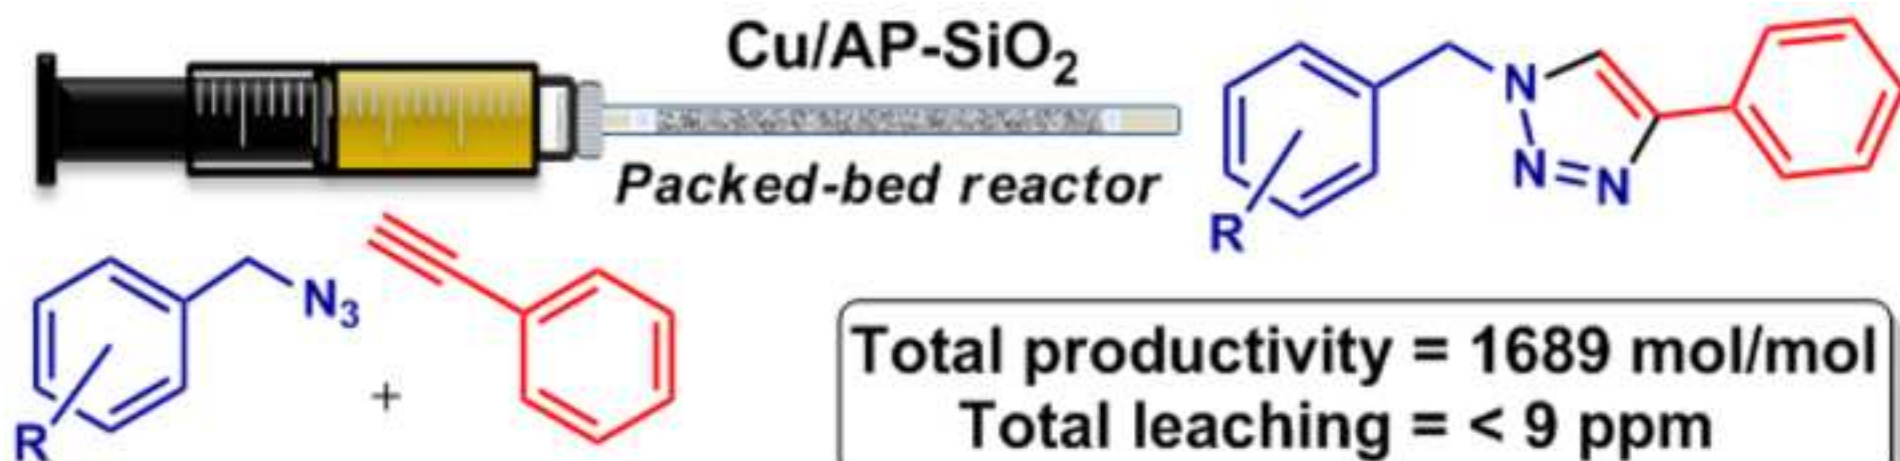 Cu/AP-SiO₂
Packed-bed reactor
N
N=N
R
N₃
+
R
Total productivity = 1689 mol/mol
Total leaching = < 9 ppm